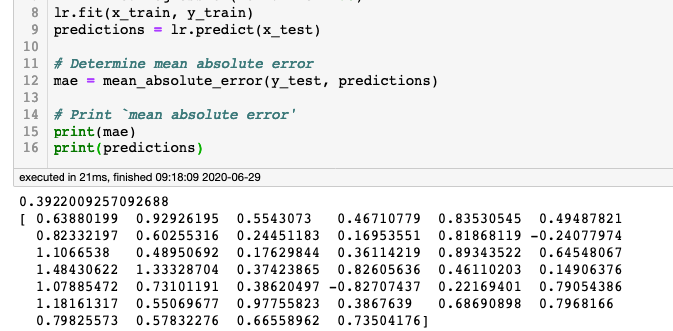 8 lr.fit(x_train, y_train)
9 predictions = lr.predict(x_test)
10
11 # Determine mean absolute error
12 mae = mean_absolute_error(y_test, predictions)
13
14 # Print `mean absolute error'
15 print(mae)
16 print(predictions)
executed in 21ms, finished 09:18:09 2020-06-29
0.3922009257092688
[ 0.63880199 0.92926195 0.5543073 0.46710779 0.83530545 0.49487821
0.82332197 0.60255316 0.24451183 0.16953551 0.81868119 -0.24077974
1.1066538 0.48950692 0.17629844 0.36114219 0.89343522 0.64548067
1.48430622 1.33328704 0.37423865 0.82605636 0.46110203 0.14906376
1.07885472 0.73101191 0.38620497 -0.82707437 0.22169401 0.79054386
1.18161317 0.55069677 0.97755823 0.3867639 0.68690898 0.7968166
0.79825573 0.57832276 0.66558962 0.73504176]